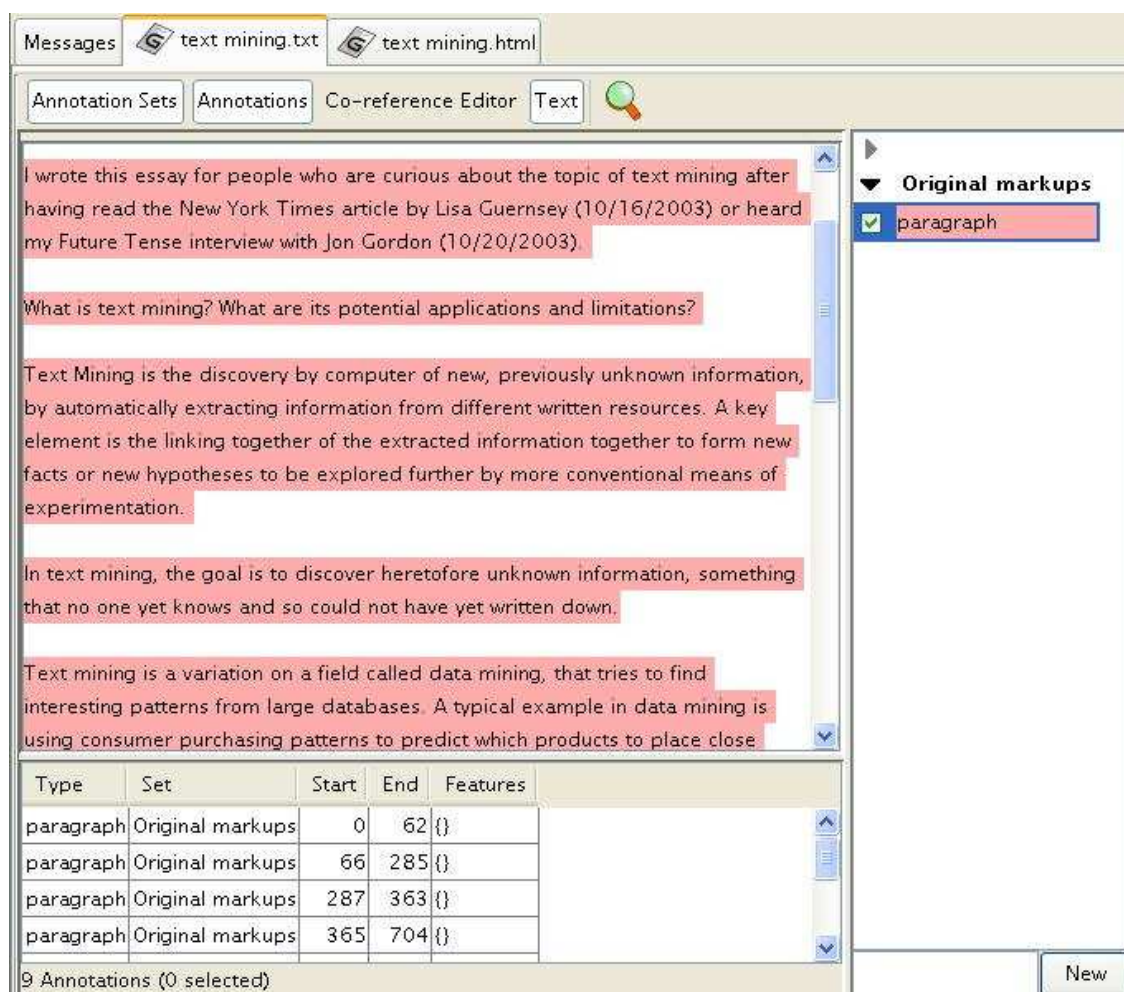 Messages text mining.txt text mining.html
Annotation Sets Annotations Co-reference Editor Text
I wrote this essay for people who are curious about the topic of text mining after
having read the New York Times article by Lisa Guernsey (10/16/2003) or heard
my Future Tense interview with Jon Gordon (10/20/2003).
What is text mining? What are its potential applications and limitations?
Text Mining is the discovery by computer of new, previously unknown information,
by automatically extracting information from different written resources. A key
element is the linking together of the extracted information together to form new
facts or new hypotheses to be explored further by more conventional means of
experimentation.
In text mining, the goal is to discover heretofore unknown information, something
that no one yet knows and so could not have yet written down.
Text mining is a variation on a field called data mining, that tries to find
interesting patterns from large databases. A typical example in data mining is
using consumer purchasing patterns to predict which products to place close
Original markups
paragraph
Type Set Start End Features
paragraph Original markups 0 62 {}
paragraph Original markups 66 285 {}
paragraph Original markups 287 363 {}
paragraph Original markups 365 704 {}
9 Annotations (0 selected)
New